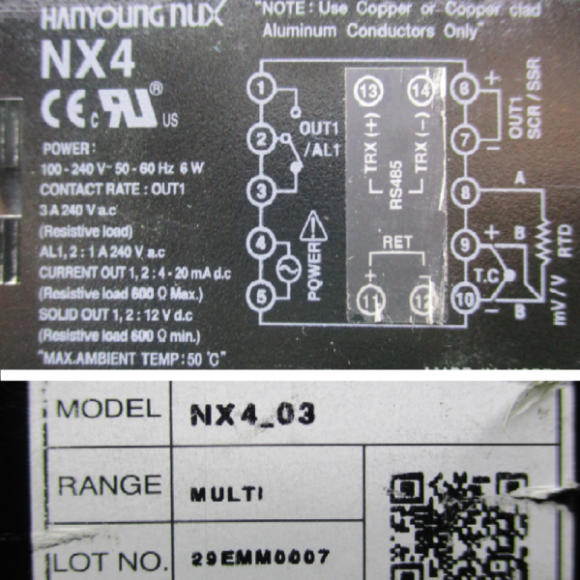 HANYOUNG NUX
NX4
CE c RU ® US
POWER:
100-240 V~ 50-60 Hz 6 W
CONTACT RATE : OUT1
3 A 240 V a.c
(Resistive load)
AL1, 2 : 1 A 240 V a.c
CURRENT OUT 1, 2 : 4 - 20 mA d.c
(Resistive load 600 Ω Max.)
SOLID OUT 1, 2 : 12 V d.c
(Resistive load 600 Ω min.)
"MAX.AMBIENT TEMP : 50 °C"
"NOTE : Use Copper or Copper clad
Aluminum Conductors Only"
1
2
3
4
5
OUT1
/AL1
POWER
13
14
TRX (+)
TRX (-)
RS485
RET
+
-
11
12
6
7
8
9
10
+
-
OUT1
SCR / SSR
A
B
B
+
-
T.C
RTD
mV / V
MODEL NX4_03
RANGE MULTI
LOT NO. 29EMM0007